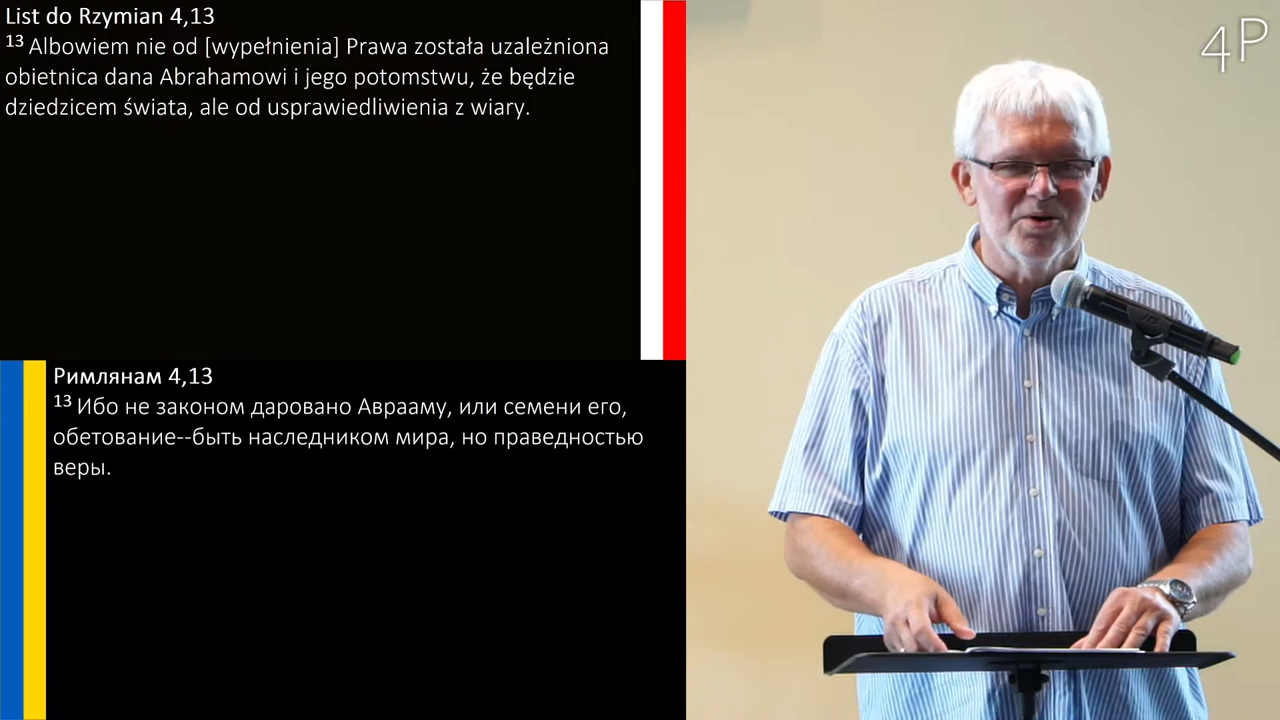 List do Rzymian 4,13
13 Albowiem nie od [wypełnienia] Prawa została uzależniona
obietnica dana Abrahamowi i jego potomstwu, że będzie
dziedzicem świata, ale od usprawiedliwienia z wiary.
Римлянам 4,13
13 Ибо не законом даровано Аврааму, или семени его,
обетование--быть наследником мира, но праведностью
веры.
4P